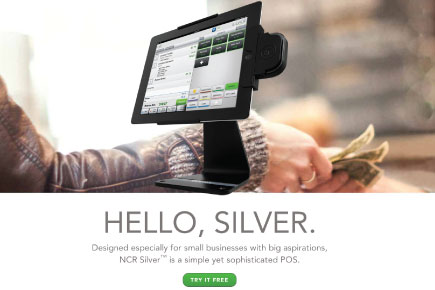 HELLO, SILVER.
Designed especially for small businesses with big aspirations,
NCR Silver™ is a simple yet sophisticated POS.
TRY IT FREE